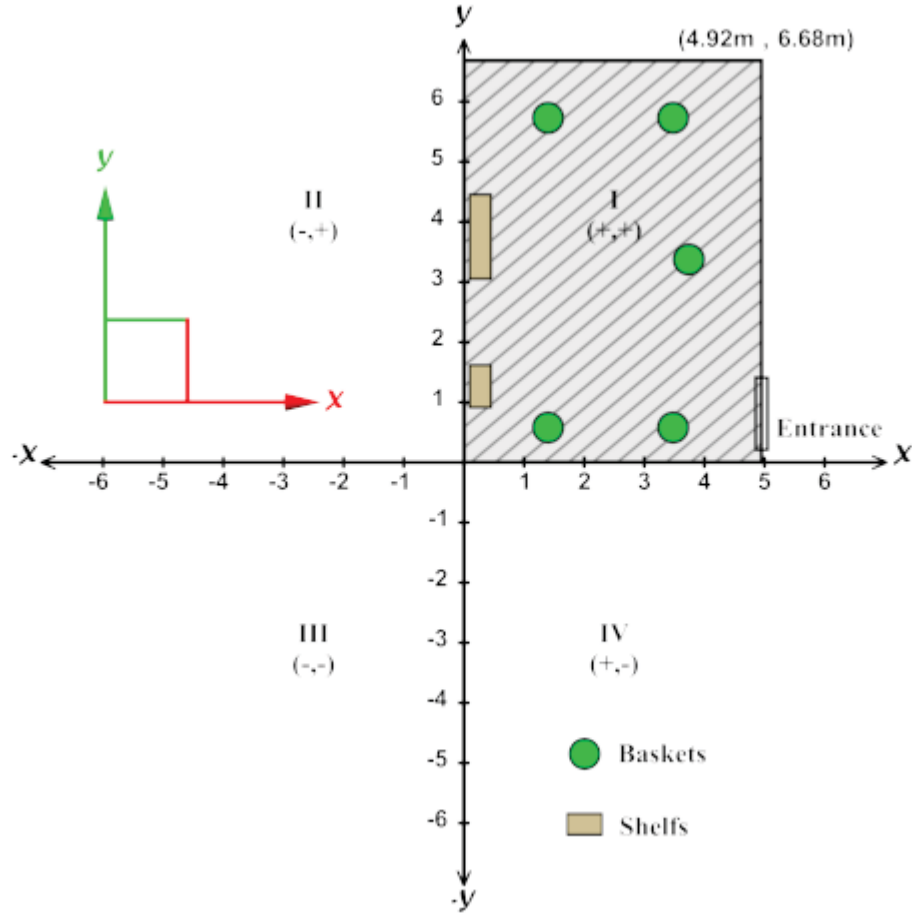 y
(4.92m , 6.68m)
6
5
y
II
(-,+)
4
I
(+,+)
3
2
x
1
Entrance
-x
-6 -5 -4 -3 -2 -1
1 2 3 4 5 6
x
-1
-2
III
(-,-)
-3
IV
(+,-)
-4
-5
Baskets
-6
Shelfs
-y